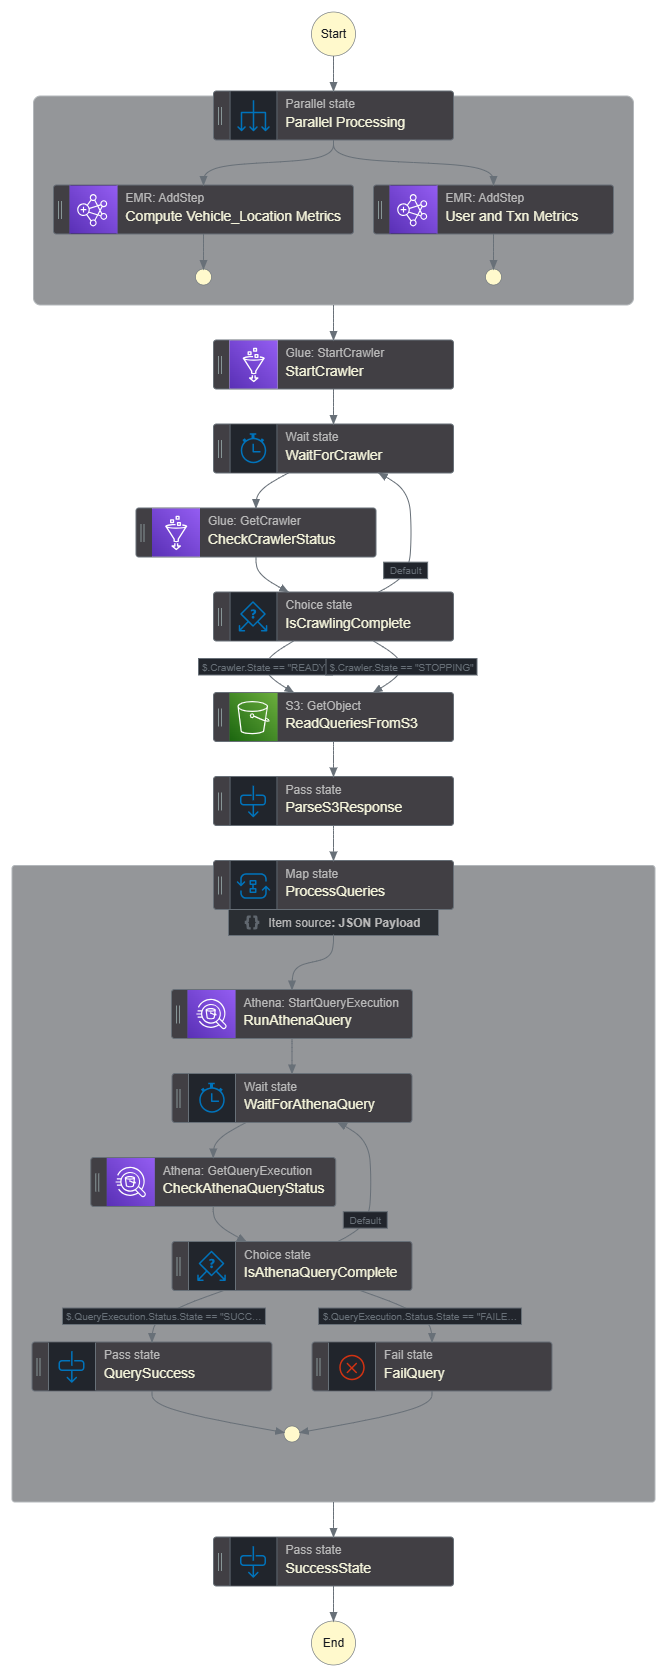 Start
Parallel state
Parallel Processing
EMR: AddStep
Compute Vehicle_Location Metrics
EMR: AddStep
User and Txn Metrics
Glue: StartCrawler
StartCrawler
Wait state
WaitForCrawler
Glue: GetCrawler
CheckCrawlerStatus
Default
Choice state
IsCrawlingComplete
$.Crawler.State == "READY
$.Crawler.State == "STOPPING"
S3: GetObject
ReadQueriesFromS3
Pass state
ParseS3Response
Map state
ProcessQueries
{} Item source: JSON Payload
Athena: StartQueryExecution
RunAthenaQuery
Wait state
WaitForAthenaQuery
Athena: GetQueryExecution
CheckAthenaQueryStatus
Default
Choice state
IsAthenaQueryComplete
$.QueryExecution.Status.State == "SUCC...
$.QueryExecution.Status.State == "FAILE...
Pass state
QuerySuccess
Fail state
FailQuery
Pass state
SuccessState
End